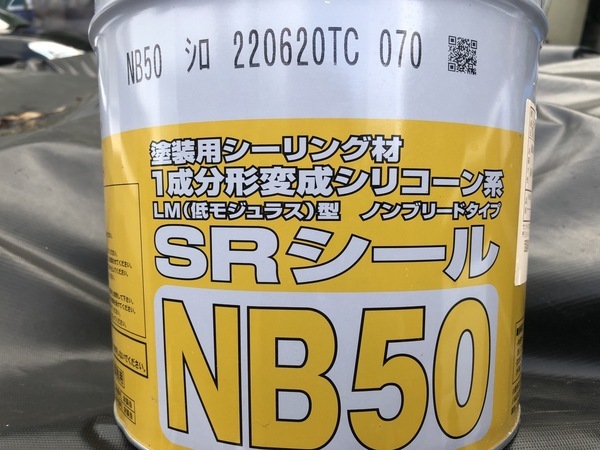 NB50 シロ 220620TC 070
塗装用シーリング材
1成分形変成シリコーン系
LM(低モジュラス)型 ノンブリードタイプ
SRシール
NB50